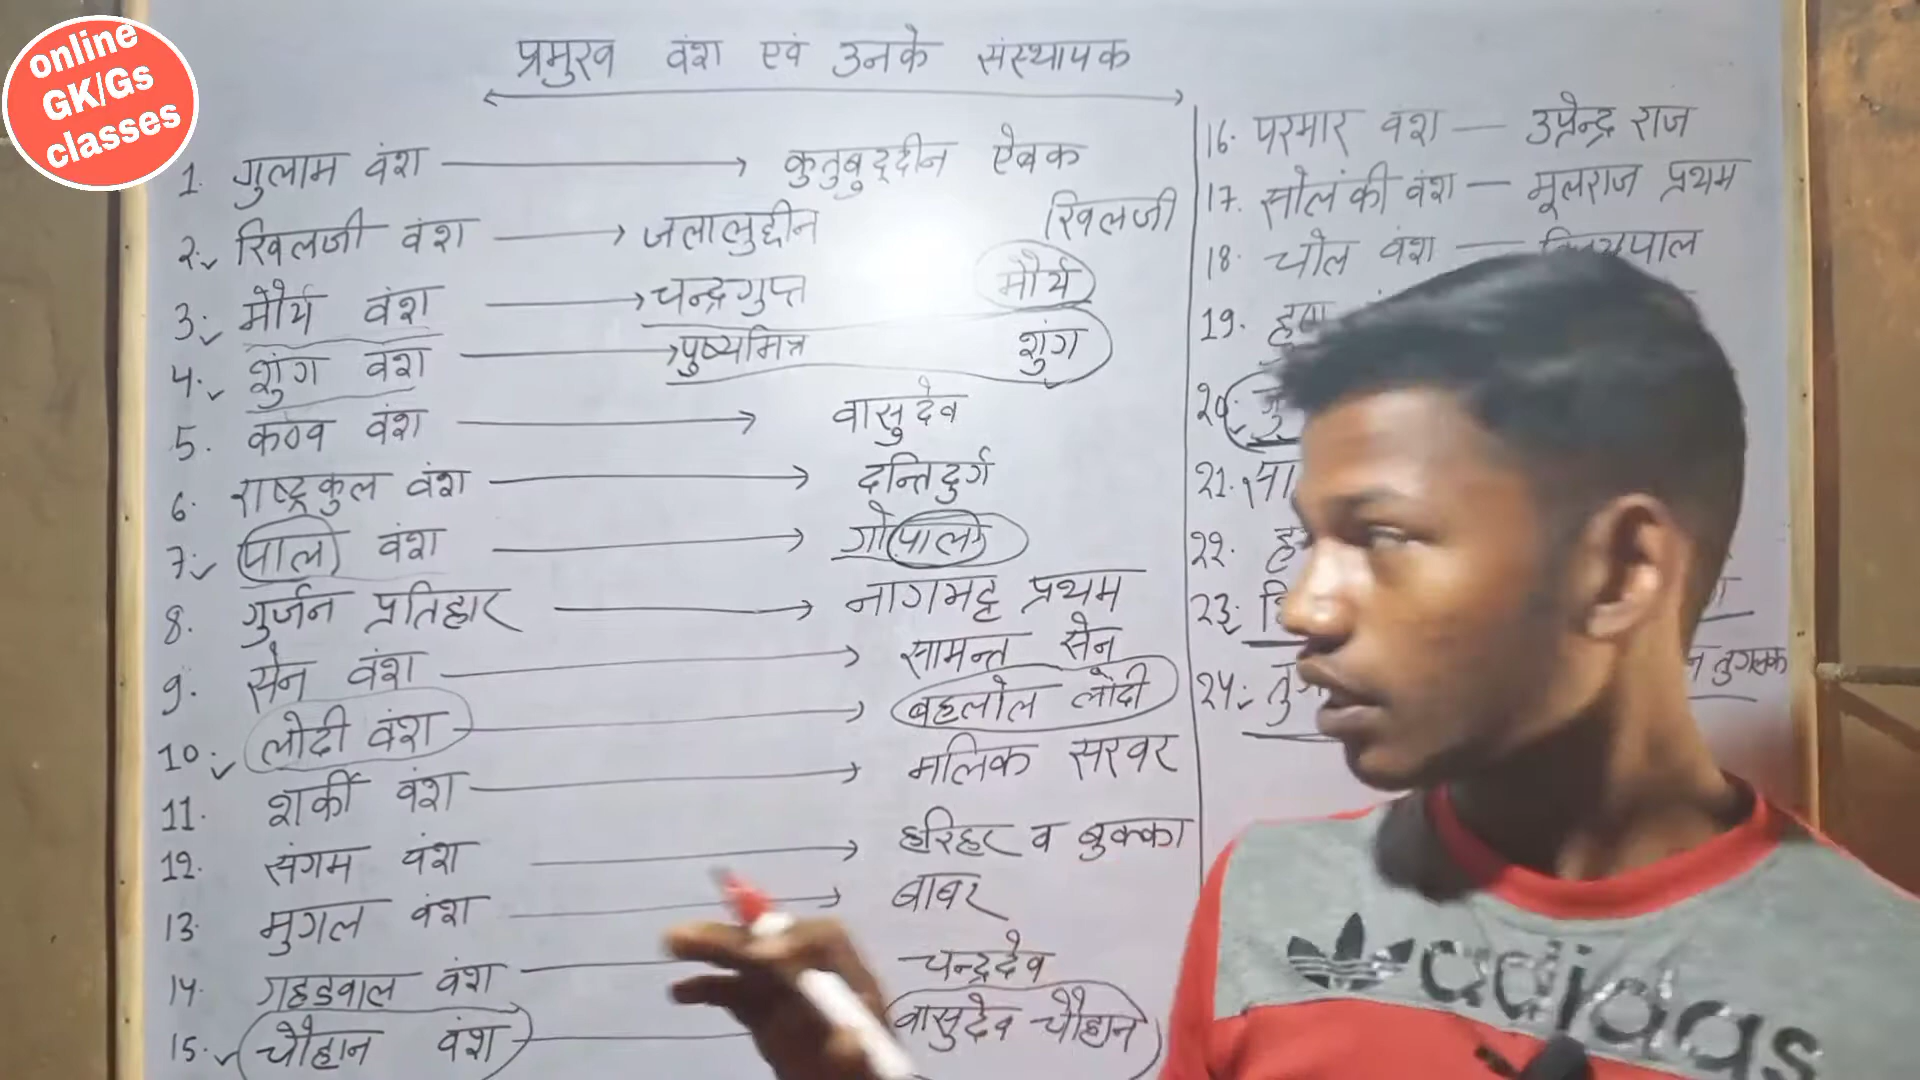 online
GK/Gs
classes
प्रमुख वंश एवं उनके संस्थापक
1. गुलाम वंश → कुतुबुद्दीन ऐबक
2. खिलजी वंश → जलालुद्दीन खिलजी
3. मौर्य वंश → चन्द्रगुप्त मौर्य
4. शुंग वंश → पुष्यमित्र शुंग
5. कण्व वंश → वासुदेव
6. राष्ट्रकुल वंश → दन्तिदुर्ग
7. पाल वंश → गोपाल
8. गुर्जन प्रतिहार → नागभट्ट प्रथम
9. सेन वंश → सामन्त सेन
10. लोदी वंश → बहलोल लोदी
11. शर्की वंश → मलिक सरवर
12. संगम वंश → हरिहर व बुक्का
13. मुगल वंश → बाबर
14. गहडवाल वंश चन्द्रदेव
15. चौहान वंश वासुदेव चौहान
16. परमार वंश — उपेन्द्र राज
17. सोलंकी वंश — मूलराज प्रथम
18. चोल वंश —
19.
20.
21.
22.
23.
24. तुगलक
adidas